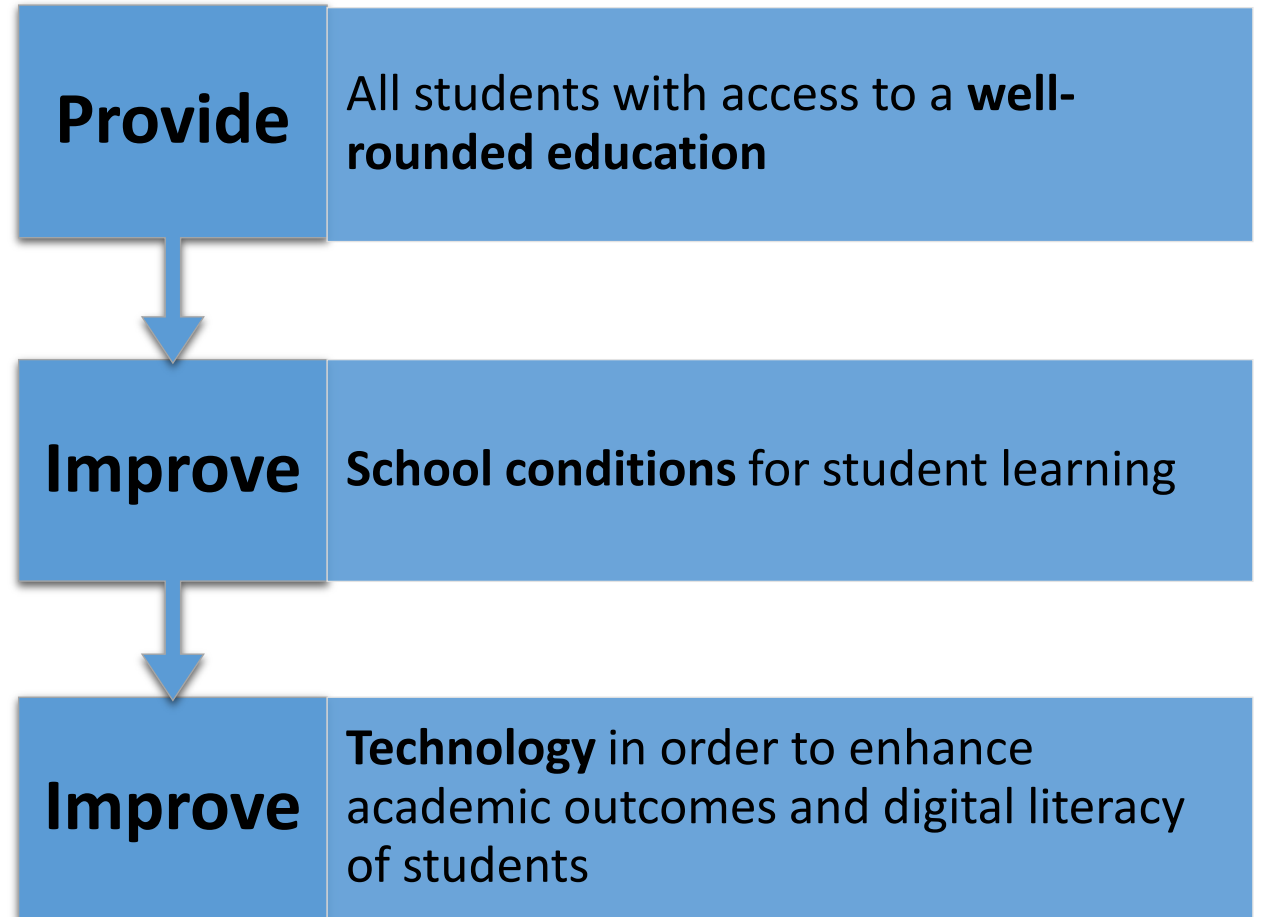 Provide
All students with access to a well-
rounded education
Improve
School conditions for student learning
Improve
Technology in order to enhance
academic outcomes and digital literacy
of students